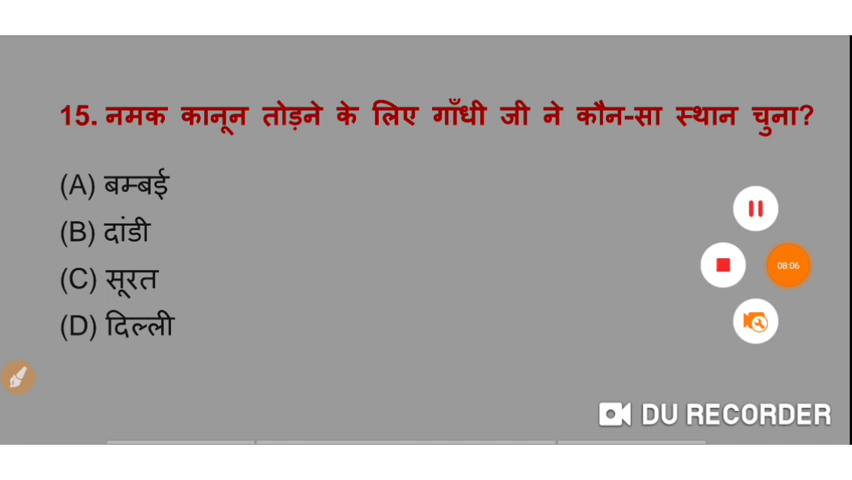 15. नमक कानून तोड़ने के लिए गाँधी जी ने कौन-सा स्थान चुना?
(A) बम्बई
(B) दांडी
(C) सूरत
(D) दिल्ली
08:06
DU RECORDER